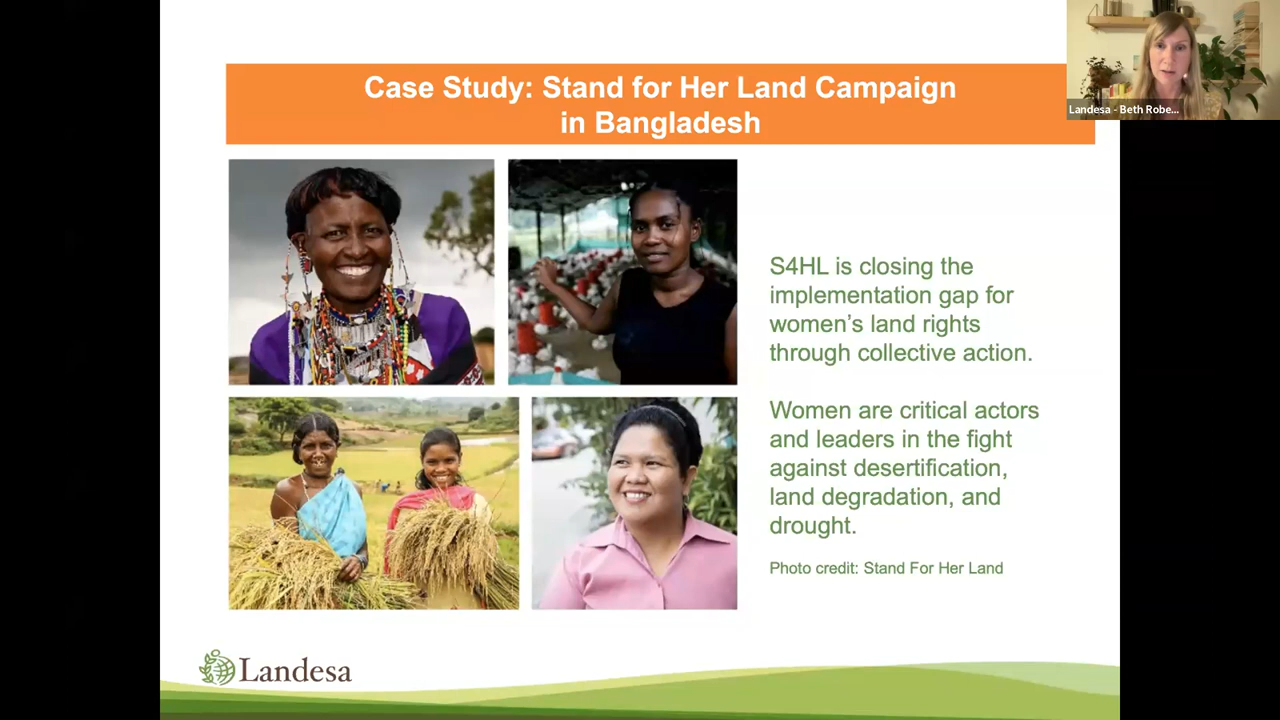 Case Study: Stand for Her Land Campaign
in Bangladesh
Landesa - Beth Robe...
S4HL is closing the
implementation gap for
women's land rights
through collective action.
Women are critical actors
and leaders in the fight
against desertification,
land degradation, and
drought.
Photo credit: Stand For Her Land
Landesa